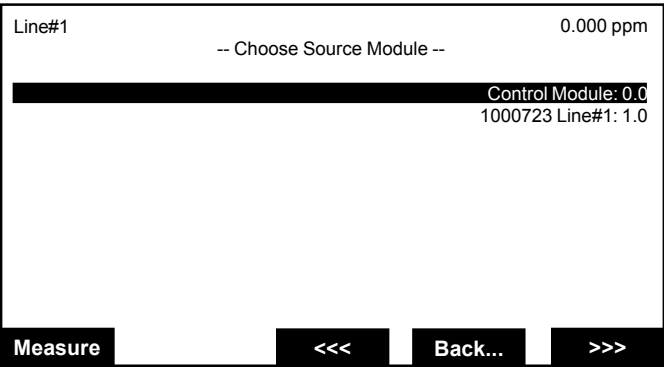 Line#1 0.000 ppm
-- Choose Source Module --
Control Module: 0.0
1000723 Line#1: 1.0
Measure <<< Back... >>>